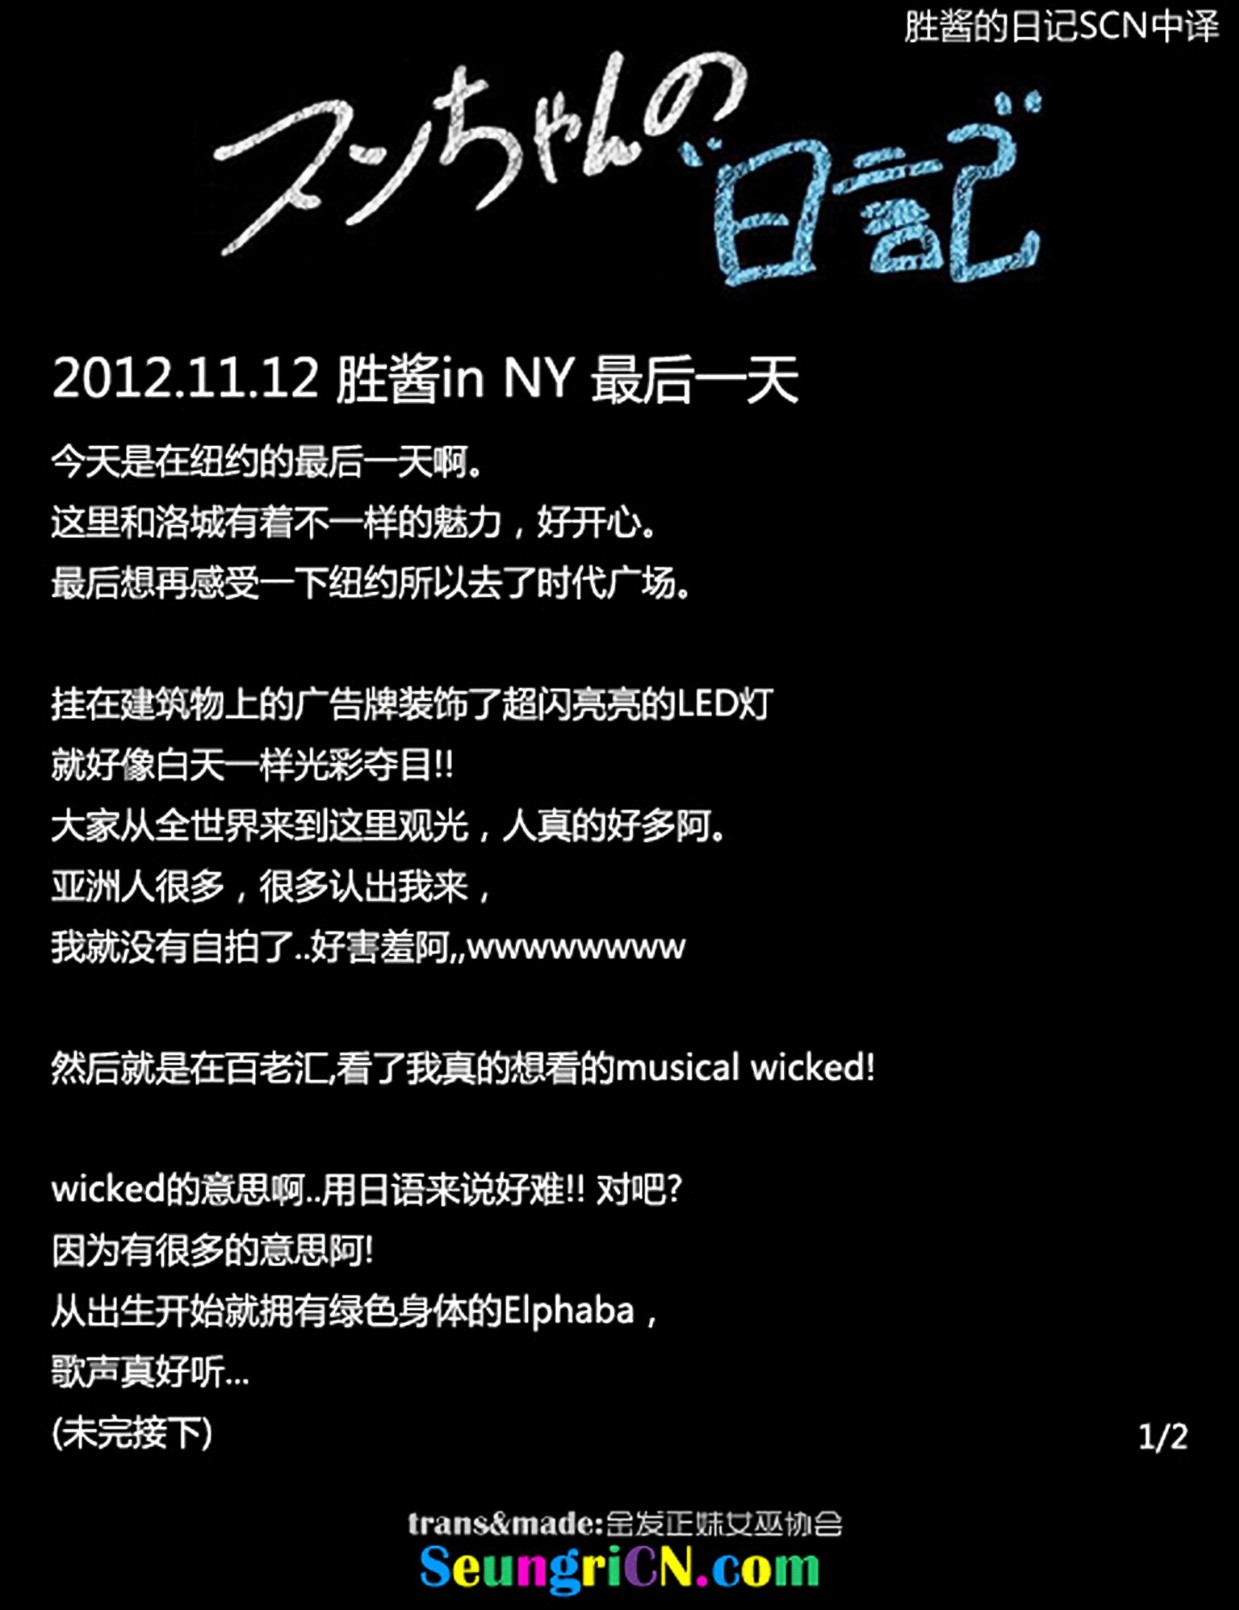 胜酱的日记SCN中译
スンちゃんの
日記
2012.11.12 胜酱in NY 最后一天
今天是在纽约的最后一天啊。
这里和洛城有着不一样的魅力，好开心。
最后想再感受一下纽约所以去了时代广场。
挂在建筑物上的广告牌装饰了超闪亮亮的LED灯
就好像白天一样光彩夺目!!
大家从全世界来到这里观光，人真的好多阿。
亚洲人很多，很多认出我来，
我就没有自拍了..好害羞阿,,wwwwwwww
然后就是在百老汇,看了我真的想看的musical wicked!
wicked的意思啊..用日语来说好难!! 对吧?
因为有很多的意思阿!
从出生开始就拥有绿色身体的Elphaba，
歌声真好听...
(未完接下)
1/2
trans&made:金发正妹女巫协会
SeungriCN.com